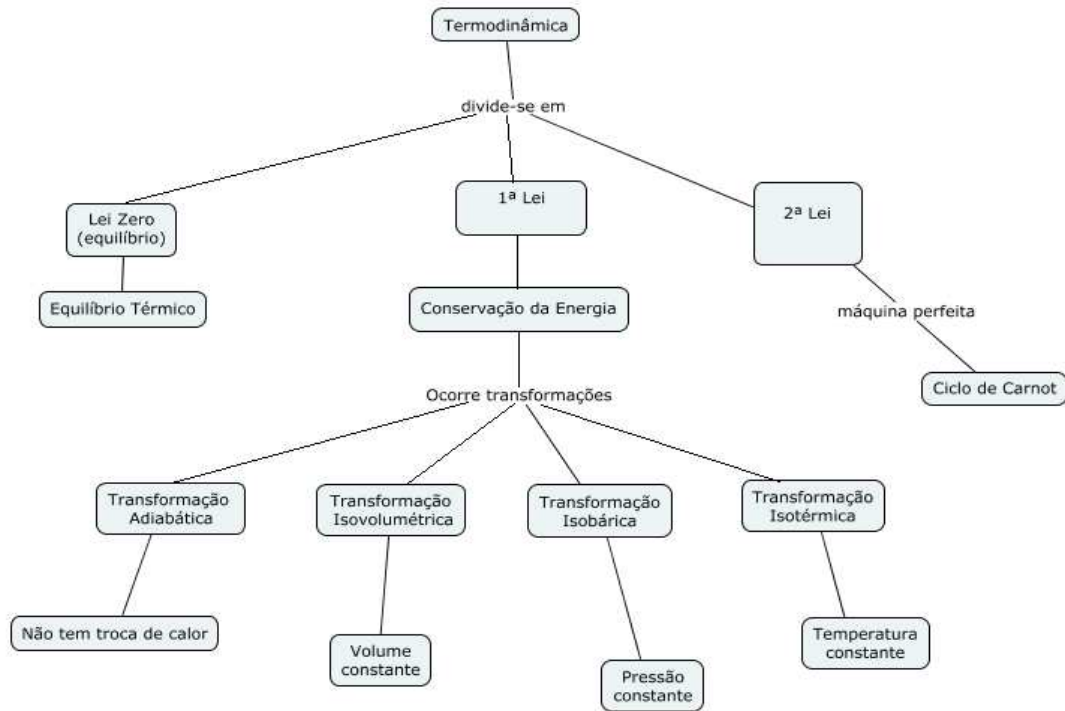 Termodinâmica
divide-se em
Lei Zero
(equilíbrio)
1ª Lei
2ª Lei
Equilíbrio Térmico
Conservação da Energia
máquina perfeita
Ciclo de Carnot
Ocorre transformações
Transformação
Adiabática
Transformação
Isovolumétrica
Transformação
Isobárica
Transformação
Isotérmica
Não tem troca de calor
Volume
constante
Pressão
constante
Temperatura
constante